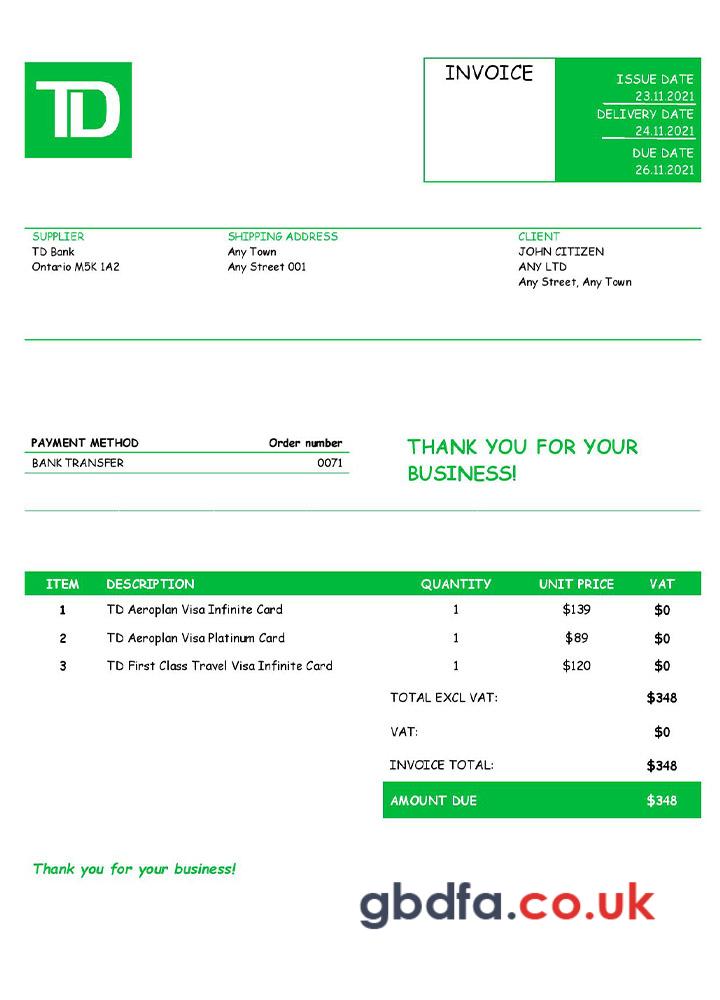 TD
INVOICE
ISSUE DATE
23.11.2021
DELIVERY DATE
24.11.2021
DUE DATE
26.11.2021
SUPPLIER
TD Bank
Ontario M5K 1A2
SHIPPING ADDRESS
Any Town
Any Street 001
CLIENT
JOHN CITIZEN
ANY LTD
Any Street, Any Town
PAYMENT METHOD Order number
BANK TRANSFER 0071
THANK YOU FOR YOUR
BUSINESS!
ITEM DESCRIPTION QUANTITY UNIT PRICE VAT
1 TD Aeroplan Visa Infinite Card 1 $139 $0
2 TD Aeroplan Visa Platinum Card 1 $89 $0
3 TD First Class Travel Visa Infinite Card 1 $120 $0
TOTAL EXCL VAT: $348
VAT: $0
INVOICE TOTAL: $348
AMOUNT DUE $348
Thank you for your business!
gbdfa.co.uk